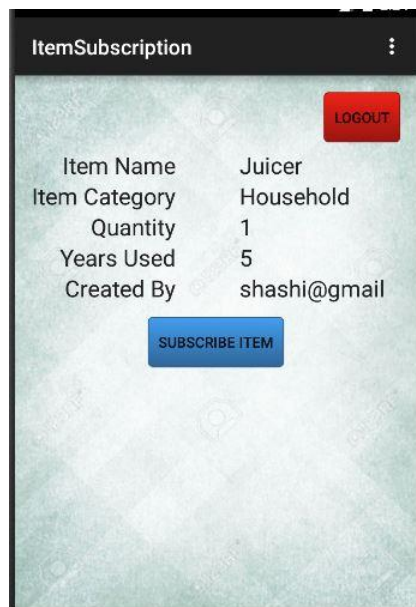 ItemSubscription
LOGOUT
Item Name Juicer
Item Category Household
Quantity 1
Years Used 5
Created By shashi@gmail
SUBSCRIBE ITEM